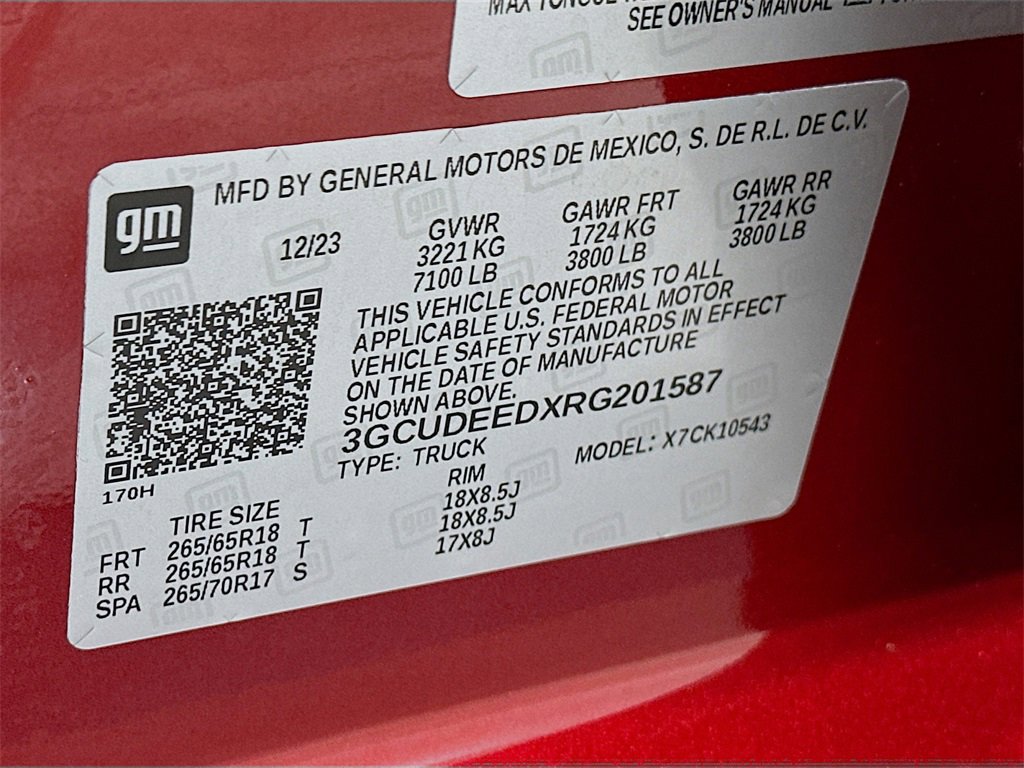 MAX TONGUE
SEE OWNER'S MANUAL
gm
MFD BY GENERAL MOTORS DE MEXICO, S. DE R.L. DE C.V.
12/23
GVWR GAWR FRT GAWR RR
3221 KG 1724 KG 1724 KG
7100 LB 3800 LB 3800 LB
THIS VEHICLE CONFORMS TO ALL
APPLICABLE U.S. FEDERAL MOTOR
VEHICLE SAFETY STANDARDS IN EFFECT
ON THE DATE OF MANUFACTURE
SHOWN ABOVE.
3GCUDEEDXRG201587
TYPE: TRUCK MODEL: X7CK10543
170H
TIRE SIZE RIM
FRT 265/65R18 T 18X8.5J
RR 265/65R18 T 18X8.5J
SPA 265/70R17 S 17X8J